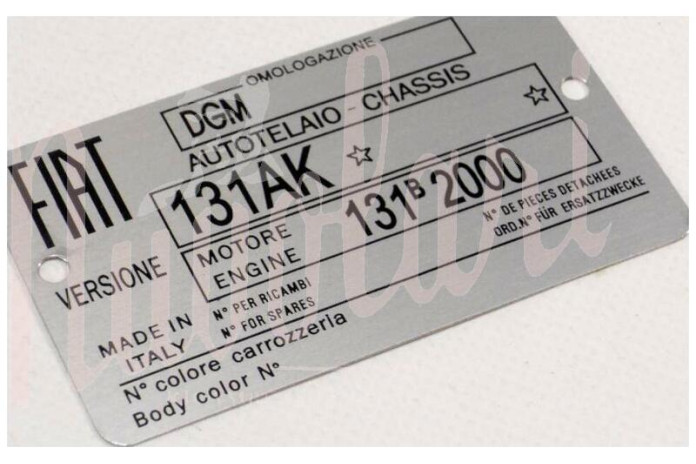 OMOLOGAZIONE
DGM
AUTOTELAIO - CHASSIS
FIAT
131AK
MOTORE
ENGINE
131B 2000
VERSIONE
N° PER RICAMBI
N° FOR SPARES
N° DE PIECES DETACHEES
ORD.N° FÜR ERSATZZWECKE
MADE IN
ITALY
N° colore carrozzeria
Body color N°